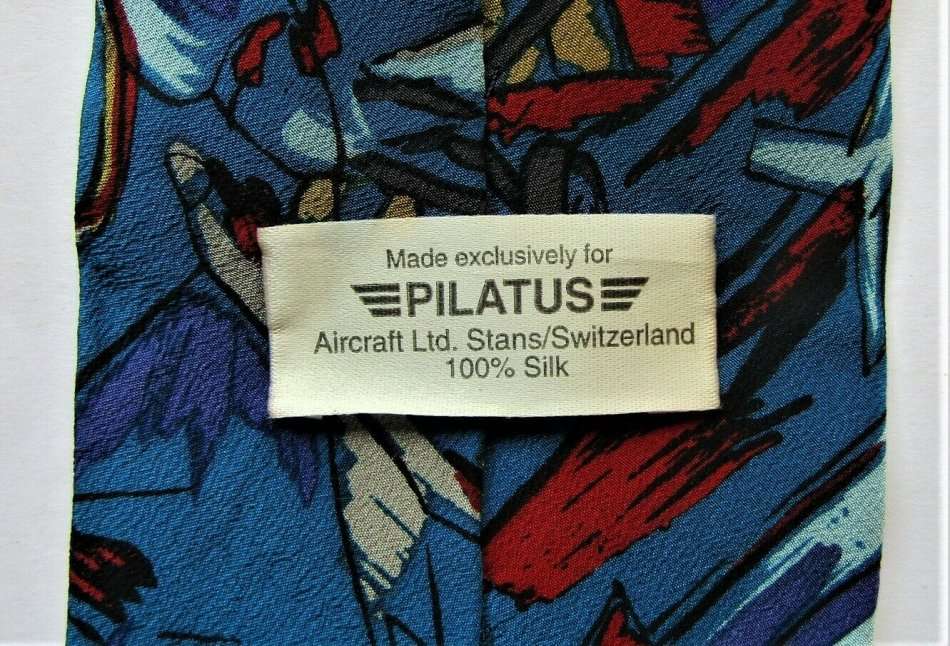 Made exclusively for
PILATUS
Aircraft Ltd. Stans/Switzerland
100% Silk